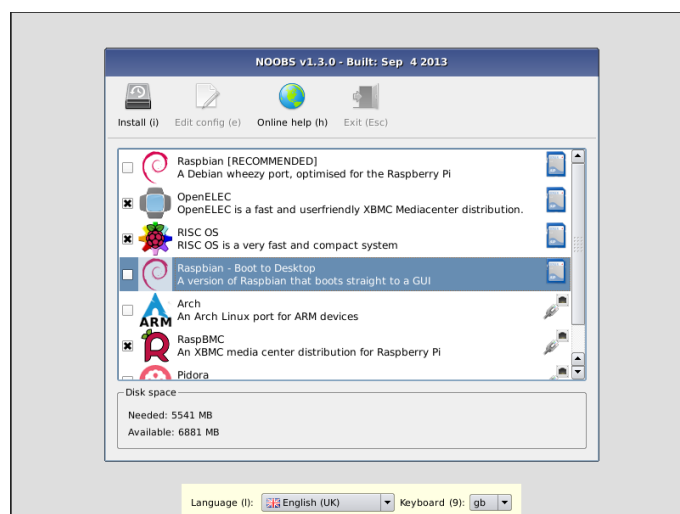 NOOBS v1.3.0 - Built: Sep 4 2013
Install (i) Edit config (e) Online help (h) Exit (Esc)
Raspbian [RECOMMENDED]
A Debian wheezy port, optimised for the Raspberry Pi
OpenELEC
OpenELEC is a fast and userfriendly XBMC Mediacenter distribution.
RISC OS
RISC OS is a very fast and compact system
Raspbian - Boot to Desktop
A version of Raspbian that boots straight to a GUI
Arch
An Arch Linux port for ARM devices
ARM
RaspBMC
An XBMC media center distribution for Raspberry Pi
Pidora
Disk space
Needed: 5541 MB
Available: 6881 MB
Language (l): English (UK) Keyboard (9): gb